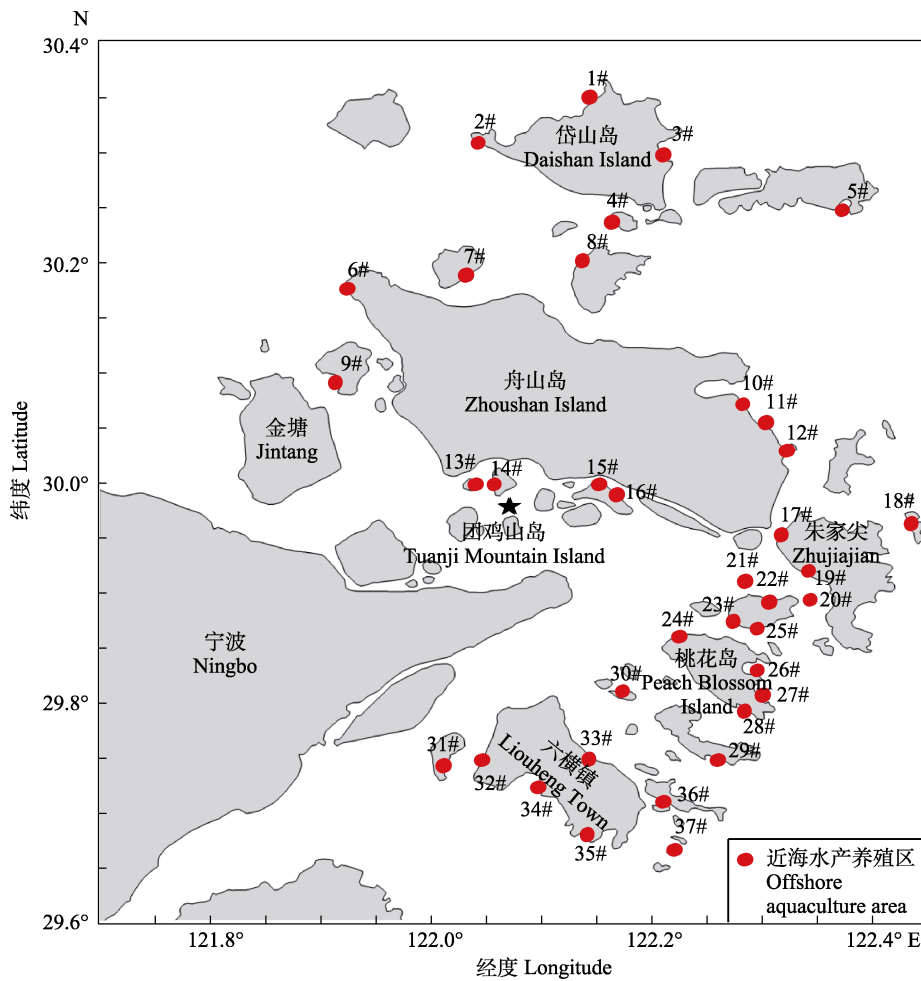 N
30.4°
30.2°
30.0°
29.8°
29.6°
纬度 Latitude
1#
2#
3#
岱山岛
Daishan Island
4#
5#
6#
7#
8#
9#
舟山岛
Zhoushan Island
10#
11#
12#
金塘
Jintang
13#
14#
15#
16#
17#
18#
团鸡山岛
Tuanji Mountain Island
朱家尖
Zhujiajian
19#
20#
21#
22#
23#
24#
25#
宁波
Ningbo
桃花岛
Peach Blossom
Island
26#
27#
28#
29#
30#
31#
32#
33#
六横镇
Liouheng Town
34#
35#
36#
37#
近海水产养殖区
Offshore
aquaculture area
121.8°
122.0°
122.2°
122.4° E
经度 Longitude